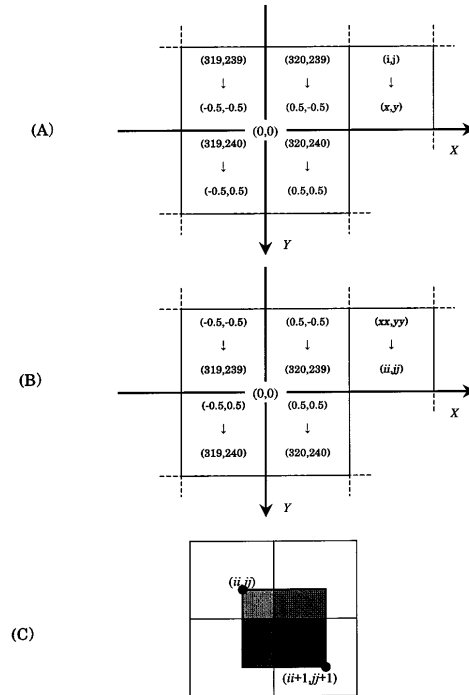 (319,239) (320,239) (i,j)
↓ ↓ ↓
(-0.5,-0.5) (0.5,-0.5) (x,y)
(A) (0,0)
(319,240) (320,240) X
↓ ↓
(-0.5,0.5) (0.5,0.5)
Y
(-0.5,-0.5) (0.5,-0.5) (xx,yy)
↓ ↓ ↓
(319,239) (320,239) (ii,jj)
(B) (0,0)
(-0.5,0.5) (0.5,0.5) X
↓ ↓
(319,240) (320,240)
Y
(ii,jj)
(C)
(ii+1,jj+1)